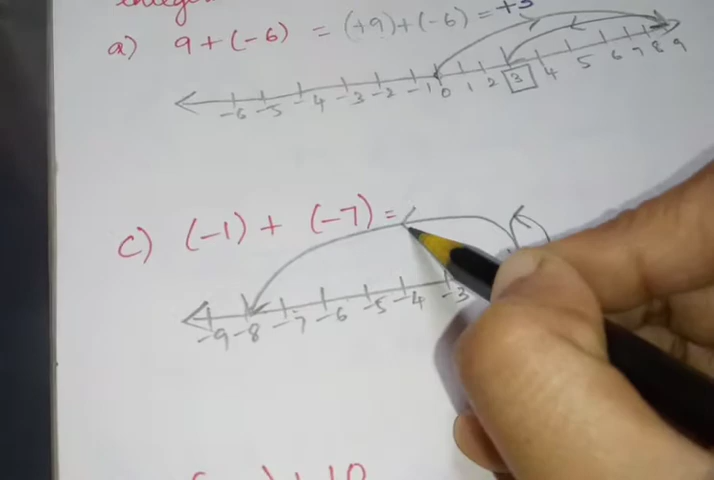 a) 9 + (-6) = (+9) + (-6) = +3
-6 -5 -4 -3 -2 -1 0 1 2 3 4 5 6 7 8 9
c) (-1) + (-7) =
-9 -8 -7 -6 -5 -4 -3